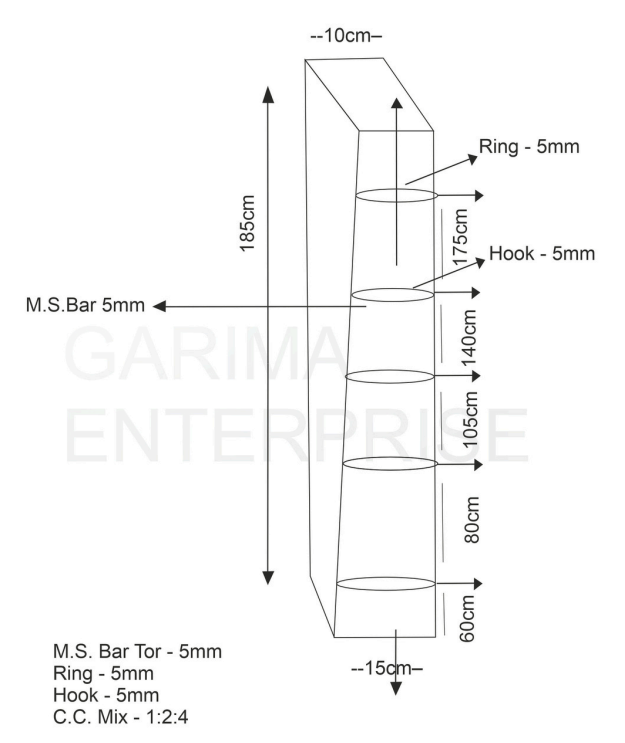 --10cm–
Ring - 5mm
185cm
175cm
Hook - 5mm
M.S.Bar 5mm
140cm
GARIMA
ENTERPRISE
105cm
80cm
60cm
--15cm–
M.S. Bar Tor - 5mm
Ring - 5mm
Hook - 5mm
C.C. Mix - 1:2:4